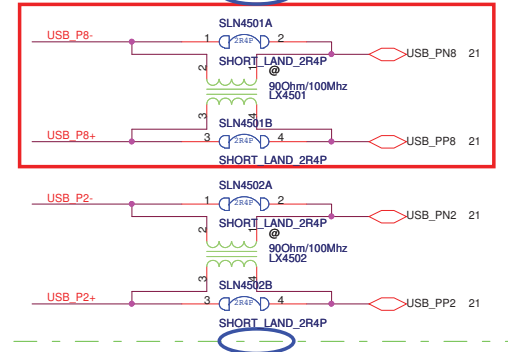 SLN4501A
USB_P8- 1 2R4P 2
USB_PN8 21
SHORT_LAND_2R4P
2 1 @
90Ohm/100Mhz
LX4501
3 4
SLN4501B
USB_P8+ 3 2R4P 4 USB_PP8 21
SHORT_LAND_2R4P
SLN4502A
USB_P2- 1 2R4P 2
USB_PN2 21
SHORT_LAND_2R4P
2 1 @
90Ohm/100Mhz
LX4502
3 4
SLN4502B
USB_P2+ 3 2R4P 4 USB_PP2 21
SHORT_LAND_2R4P